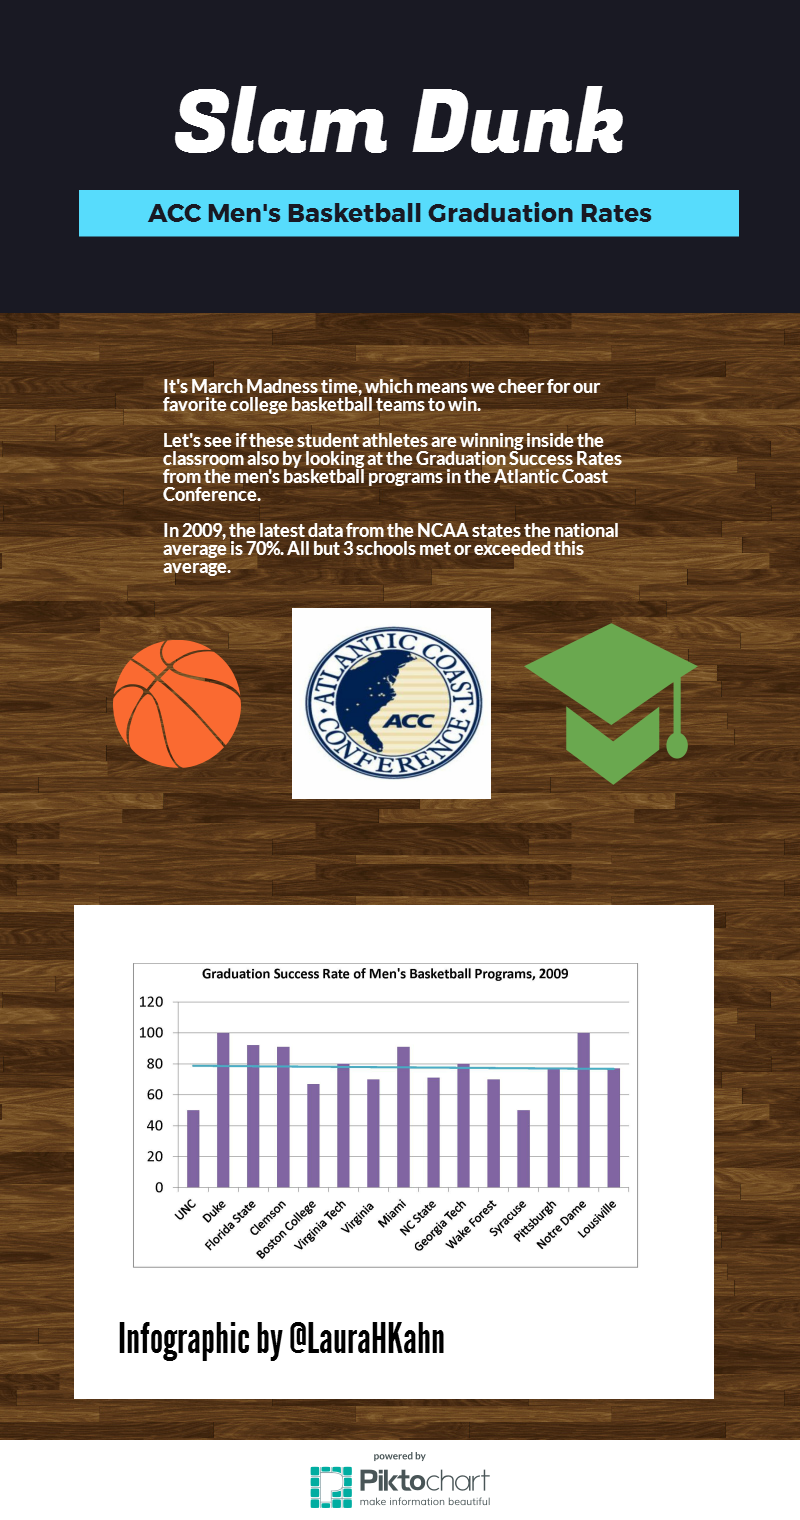 Slam Dunk
ACC Men's Basketball Graduation Rates
It's March Madness time, which means we cheer for our
favorite college basketball teams to win.
Let's see if these student athletes are winning inside the
classroom also by looking at the Graduation Success Rates
from the men's basketball programs in the Atlantic Coast
Conference.
In 2009, the latest data from the NCAA states the national
average is 70%. All but 3 schools met or exceeded this
average.
ATLANTIC COAST
ACC
CONFERENCE
Graduation Success Rate of Men's Basketball Programs, 2009
120
100
80
60
40
20
0
UNC
Duke
Florida State
Clemson
Boston College
Virginia Tech
Virginia
Miami
NC State
Georgia Tech
Wake Forest
Syracuse
Pittsburgh
Notre Dame
Lousiville
Infographic by @LauraHKahn
powered by
Piktochart
make information beautiful